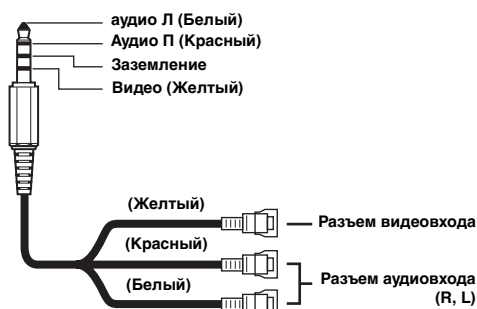 аудио Л (Белый)
Аудио П (Красный)
Заземление
Видео (Желтый)
(Желтый)
Разъем видеовхода
(Красный)
(Белый)
Разъем аудиовхода
(R, L)